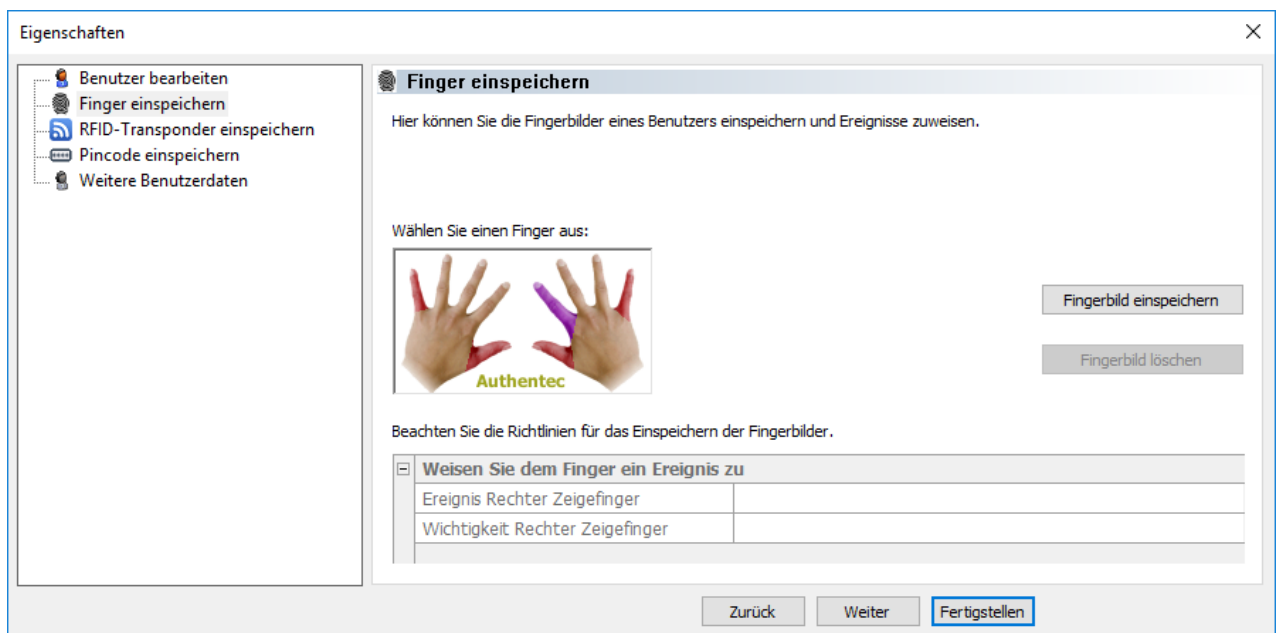 Eigenschaften
Benutzer bearbeiten
Finger einspeichern
RFID-Transponder einspeichern
Pincode einspeichern
Weitere Benutzerdaten
Finger einspeichern
Hier können Sie die Fingerbilder eines Benutzers einspeichern und Ereignisse zuweisen.
Wählen Sie einen Finger aus:
Authentec
Fingerbild einspeichern
Fingerbild löschen
Beachten Sie die Richtlinien für das Einspeichern der Fingerbilder.
Weisen Sie dem Finger ein Ereignis zu
Ereignis Rechter Zeigefinger
Wichtigkeit Rechter Zeigefinger
Zurück
Weiter
Fertigstellen